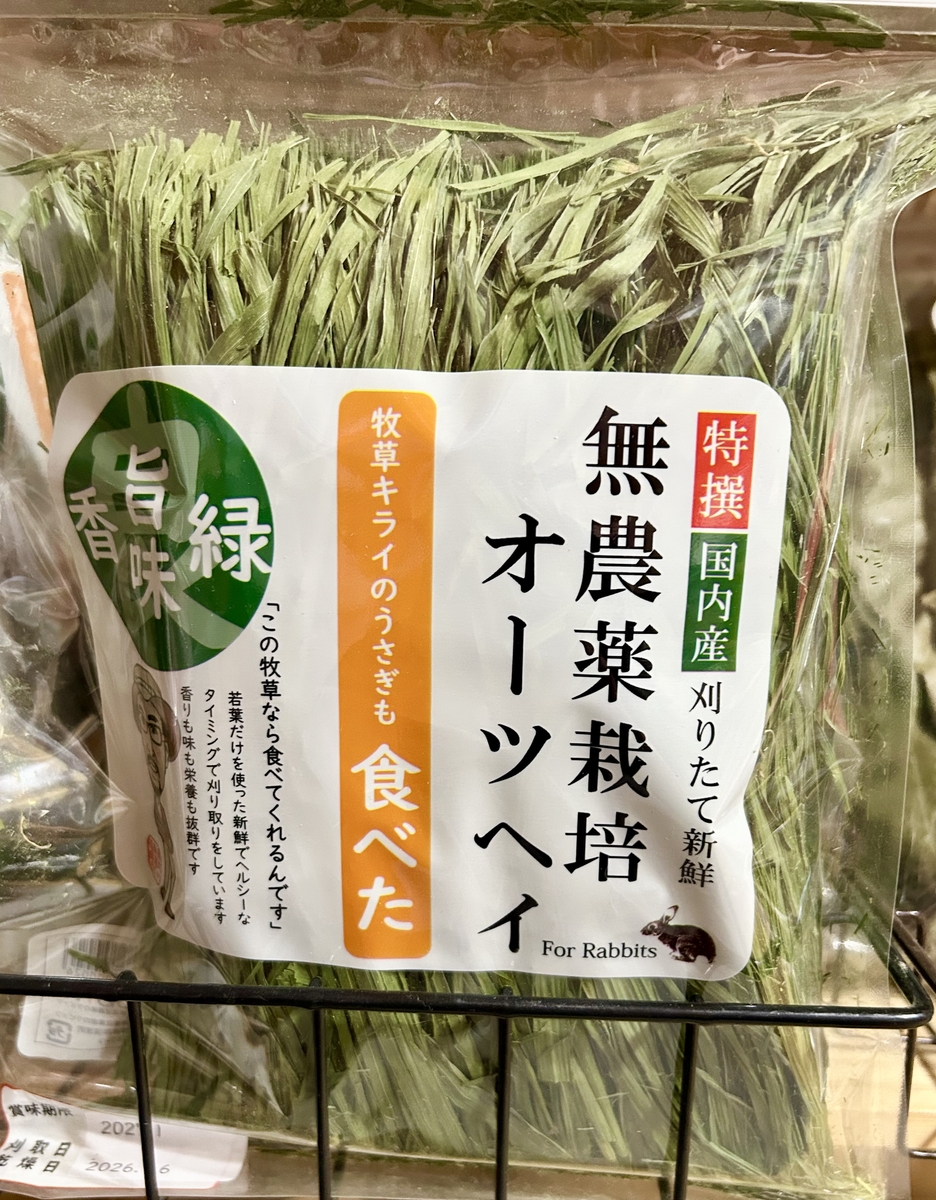 特撰 国内産 刈りたて新鮮
無農薬栽培
オーツヘイ
For Rabbits
牧草キライのうさぎも 食べた
緑
旨味
香
「この牧草なら食べてくれるんです」
若葉だけを使った新鮮でヘルシーな
タイミングで刈り取りをしています
香りも味も栄養も抜群です
賞味期限
刈取日
乾燥日